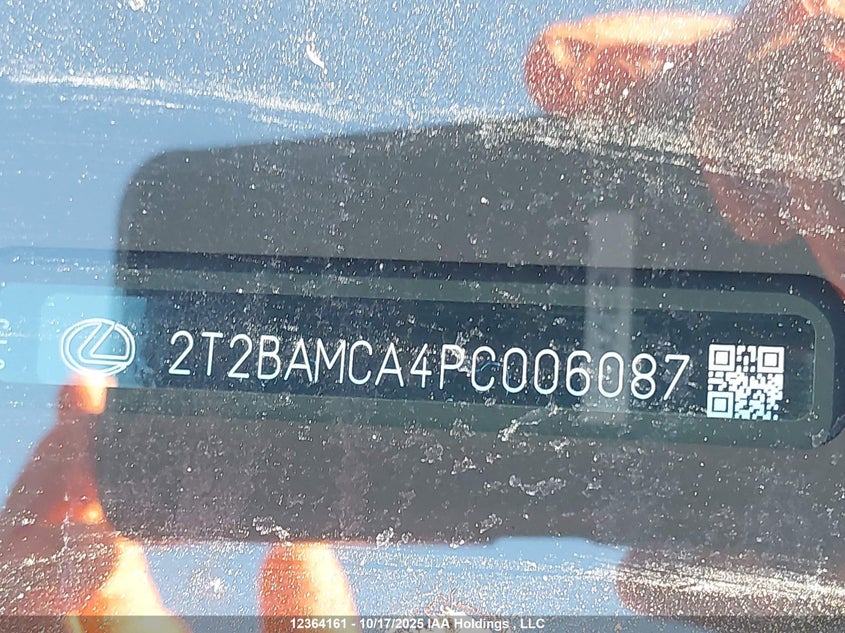 2T2BAMCA4PC006087
12364161 - 10/17/2025 IAA Holdings , LLC